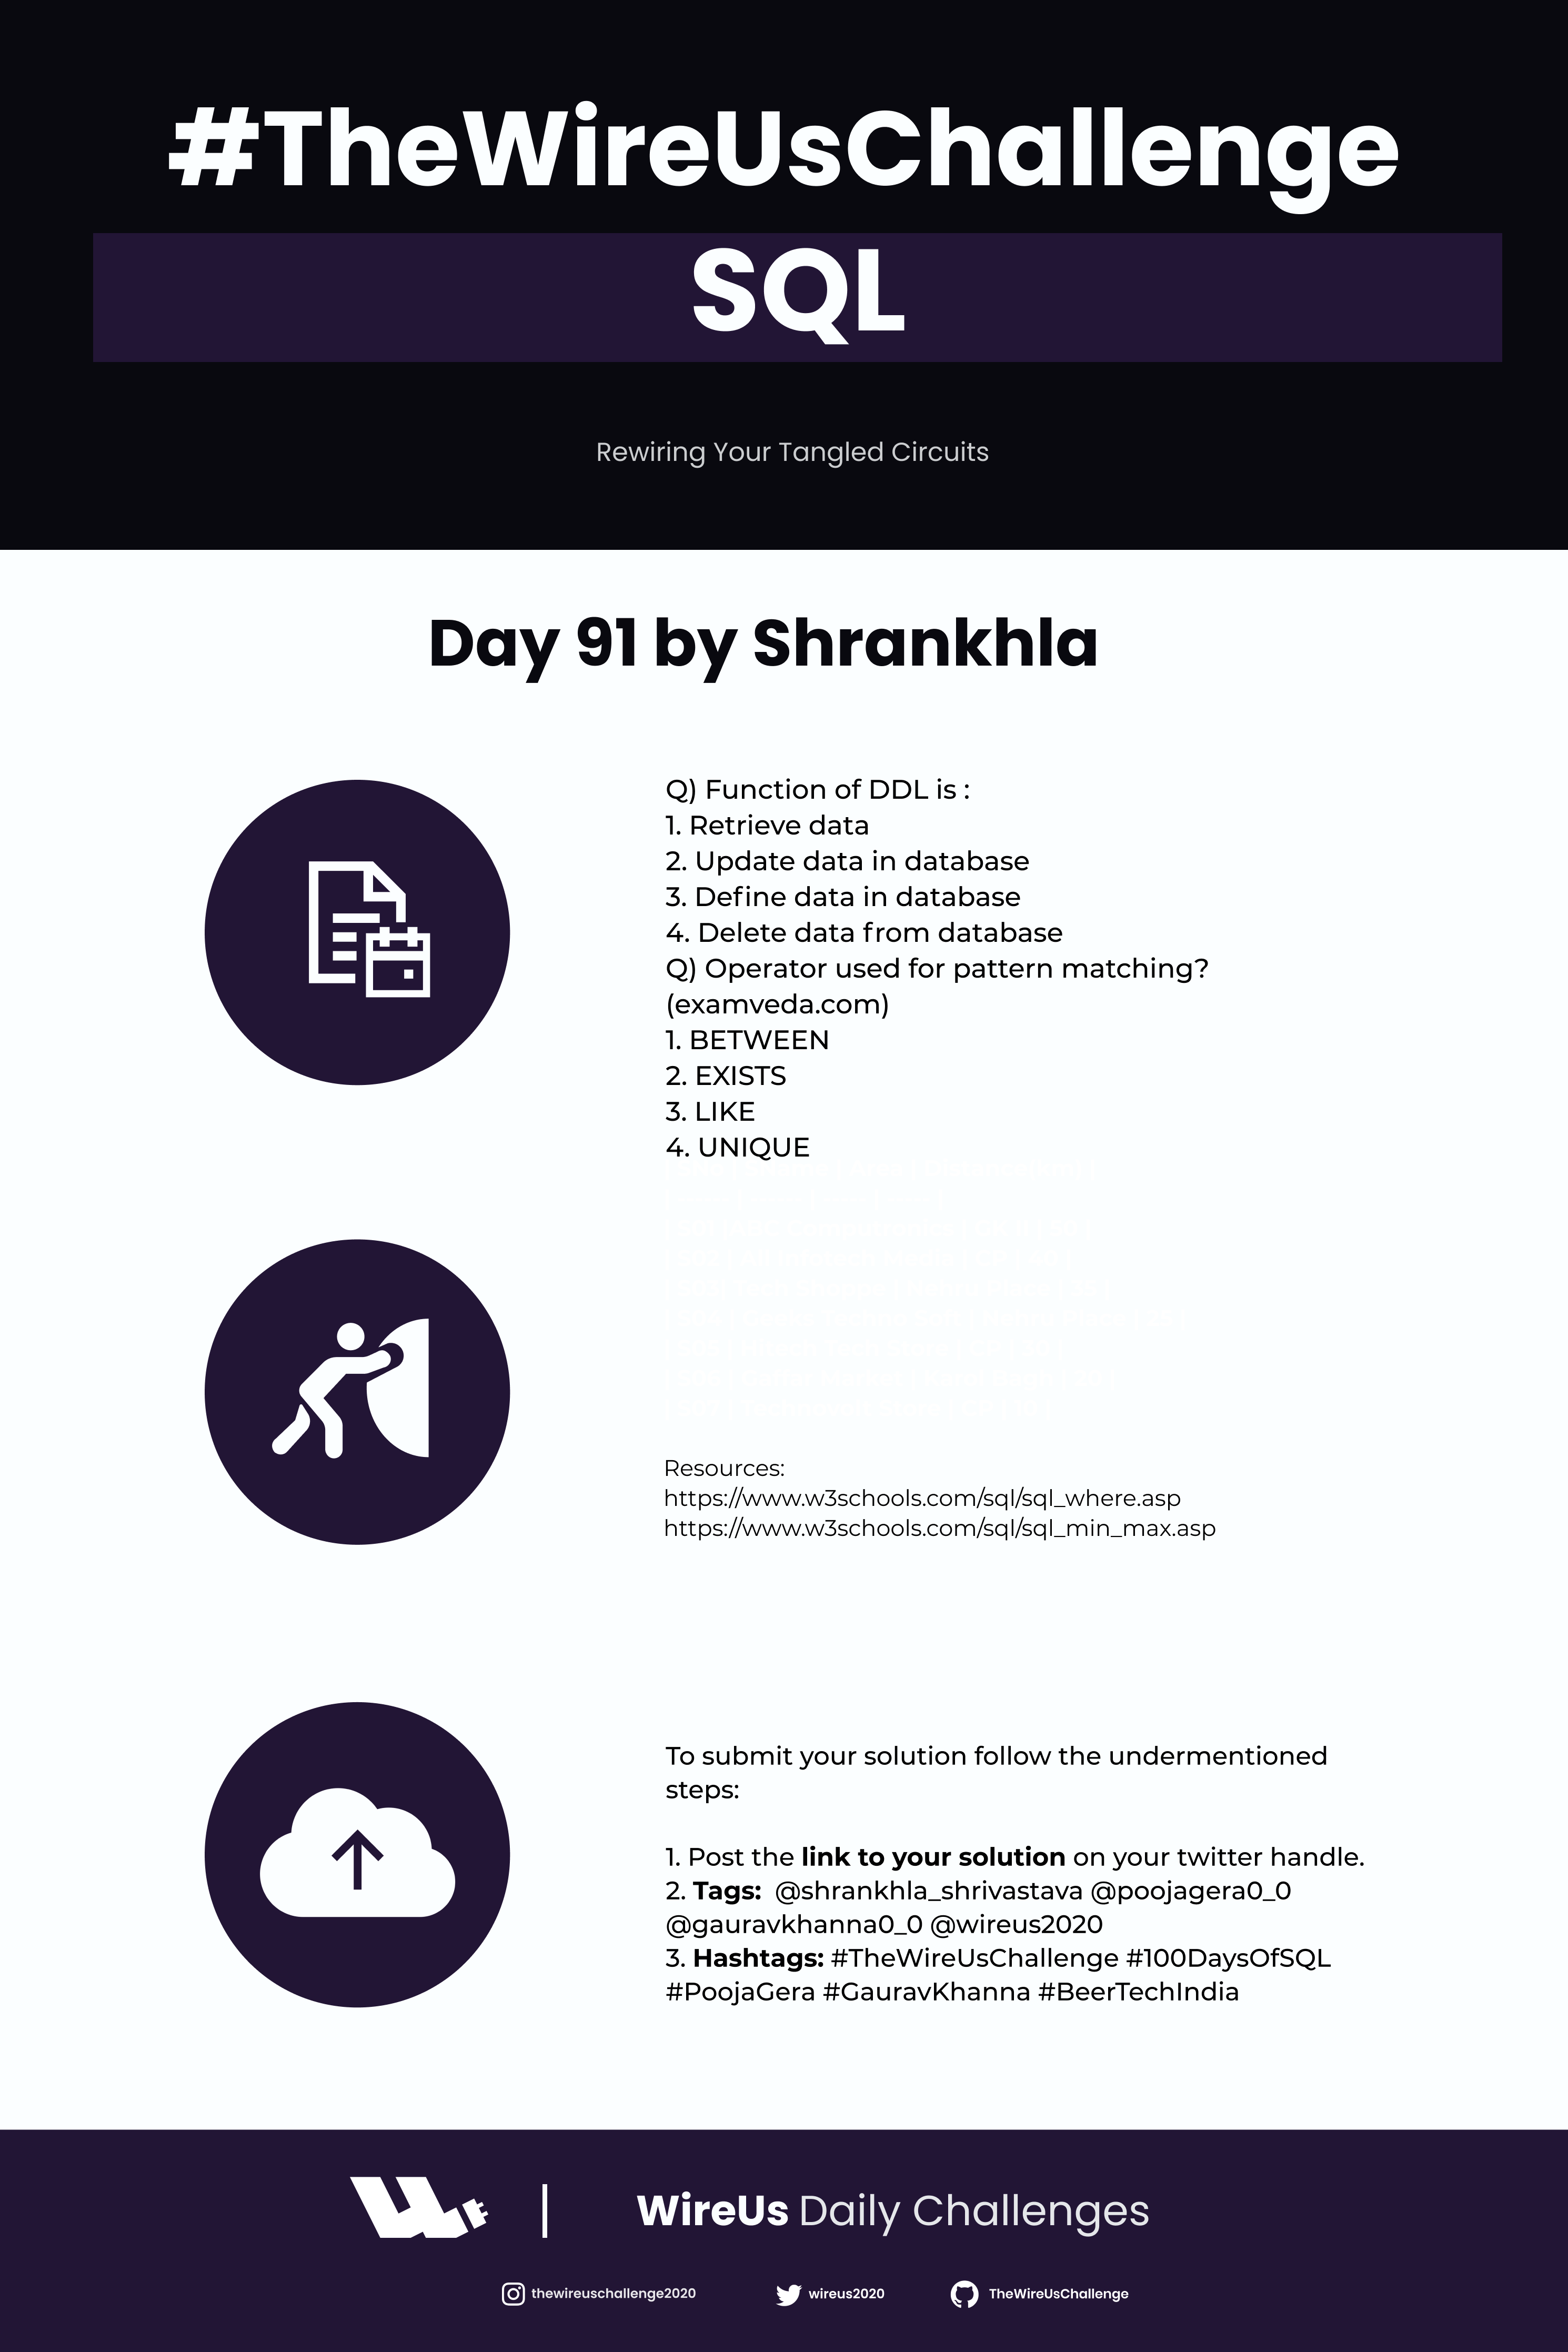 #TheWireUsChallenge
SQL
Rewiring Your Tangled Circuits
Day 91 by Shrankhla
Q) Function of DDL is :
1. Retrieve data
2. Update data in database
3. Define data in database
4. Delete data from database
Q) Operator used for pattern matching?
(examveda.com)
1. BETWEEN
2. EXISTS
3. LIKE
4. UNIQUE
Resources:
https://www.w3schools.com/sql/sql_where.asp
https://www.w3schools.com/sql/sql_min_max.asp
To submit your solution follow the undermentioned
steps:
1. Post the link to your solution on your twitter handle.
2. Tags: @shrankhla_shrivastava @poojagera0_0
@gauravkhanna0_0 @wireus2020
3. Hashtags: #TheWireUsChallenge #100DaysOfSQL
#PoojaGera #GauravKhanna #BeerTechIndia
WireUs Daily Challenges
thewireuschallenge2020 wireus2020 TheWireUsChallenge